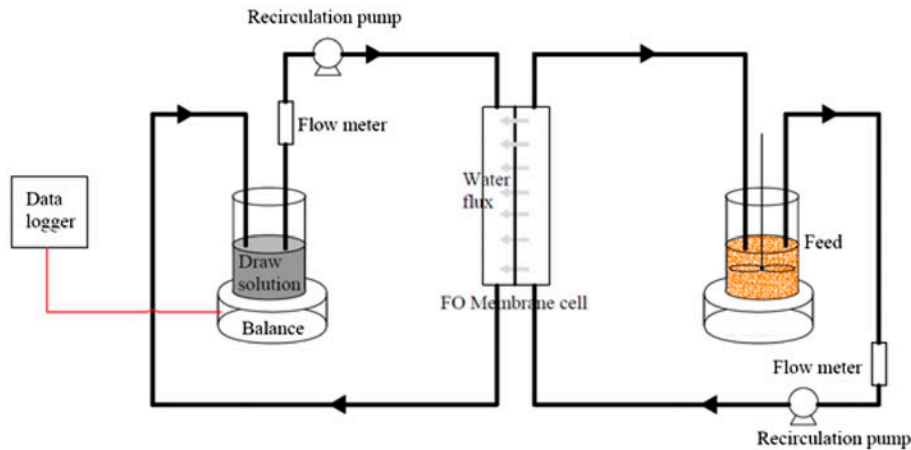 Recirculation pump
Flow meter
Data
logger
Water
flux
Draw
solution
Feed
FO Membrane cell
Balance
Flow meter
Recirculation pump